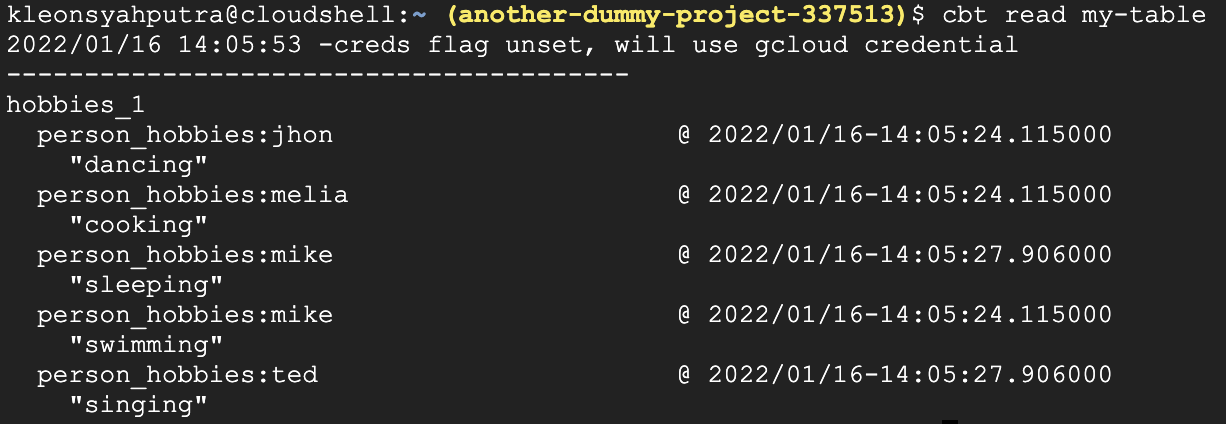 kleonsyahputra@cloudshell:~ (another-dummy-project-337513)$ cbt read my-table
2022/01/16 14:05:53 -creds flag unset, will use gcloud credential
----------------------------------------
hobbies_1
  person_hobbies:jhon                      @ 2022/01/16-14:05:24.115000
    "dancing"
  person_hobbies:melia                     @ 2022/01/16-14:05:24.115000
    "cooking"
  person_hobbies:mike                      @ 2022/01/16-14:05:27.906000
    "sleeping"
  person_hobbies:mike                      @ 2022/01/16-14:05:24.115000
    "swimming"
  person_hobbies:ted                       @ 2022/01/16-14:05:27.906000
    "singing"